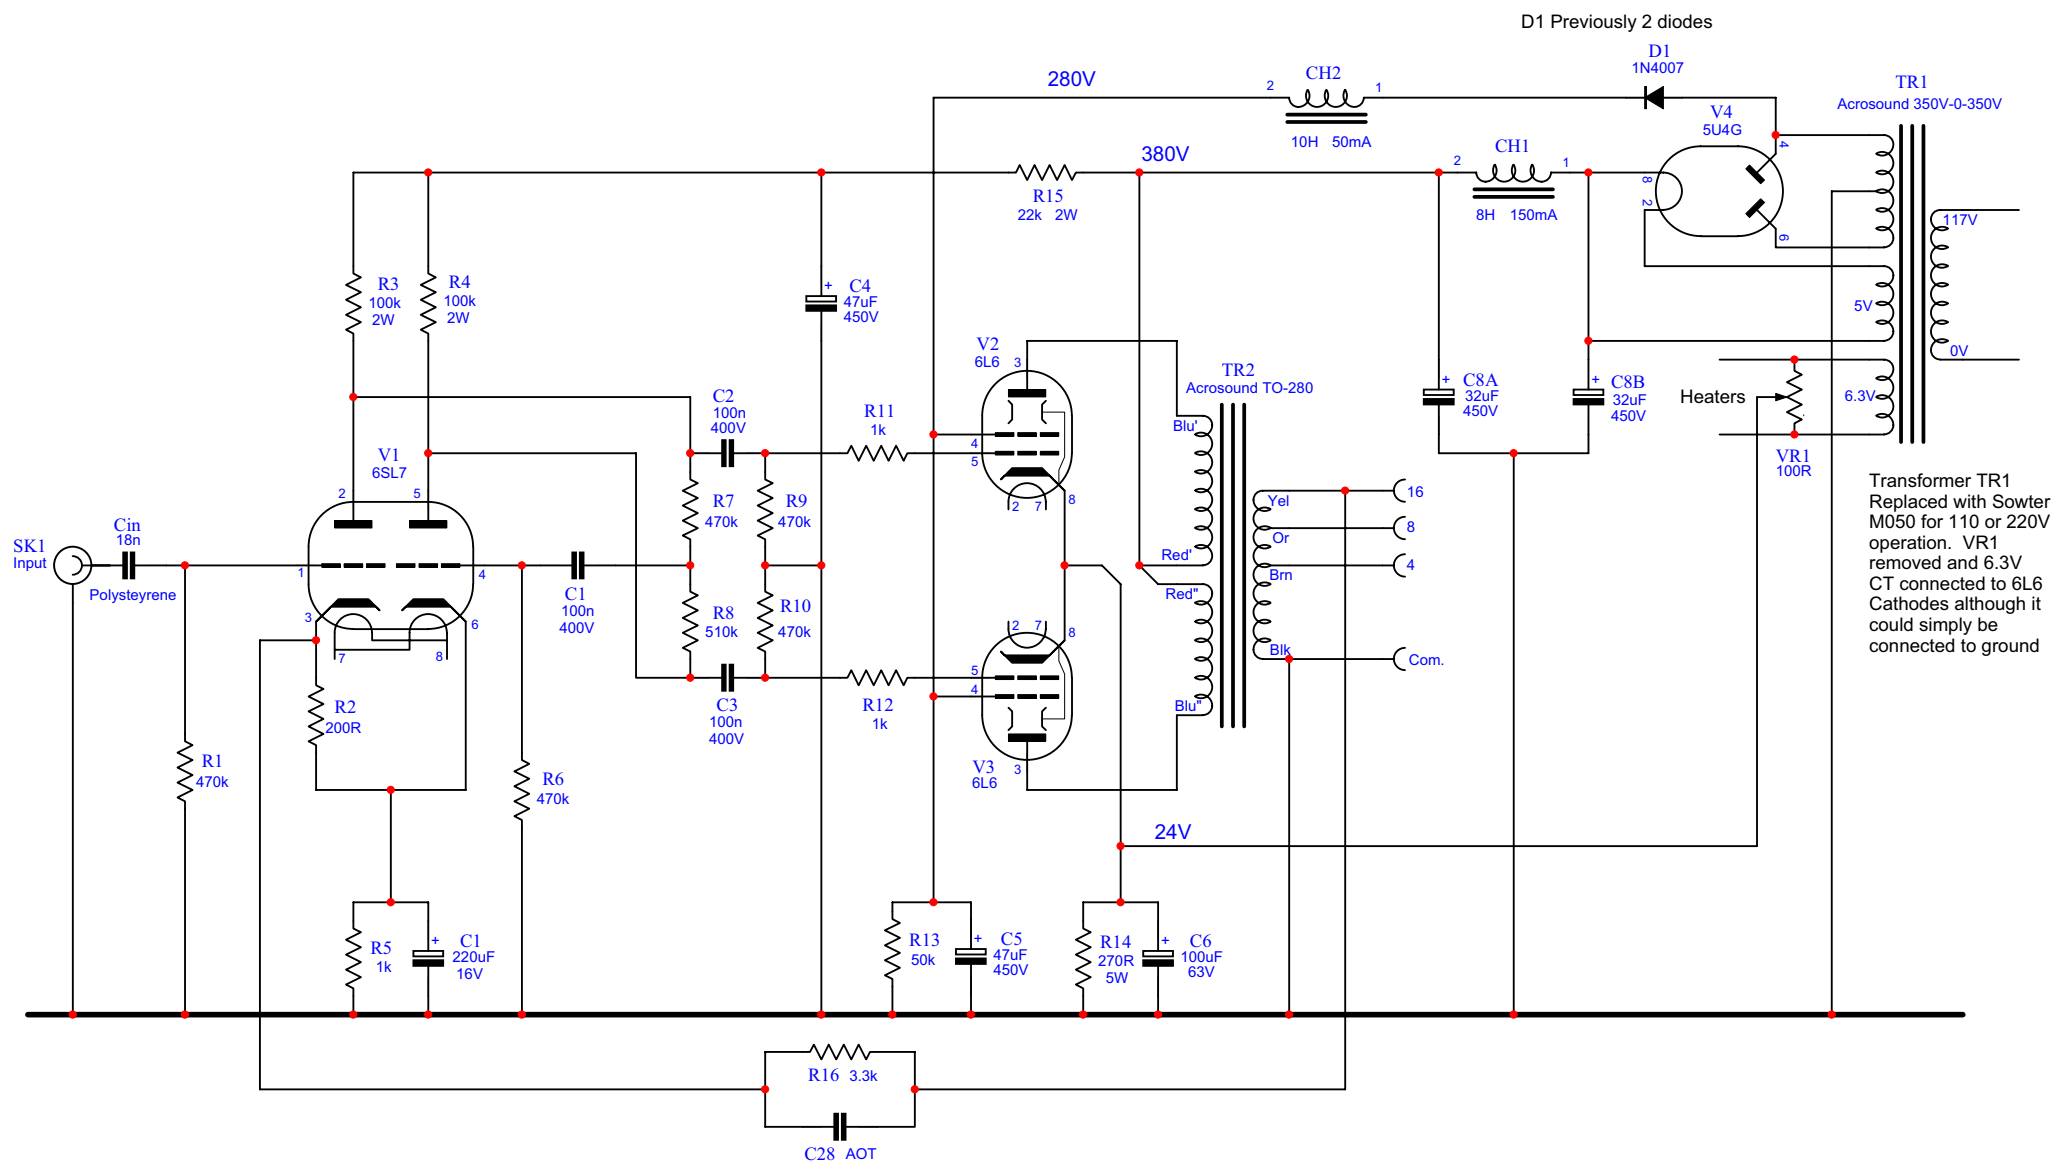 D1 Previously 2 diodes
D1
1N4007
280V
CH2
2
1
10H 50mA
TR1
Acrosound 350V-0-350V
V4
5U4G
4
8
2
6
380V
CH1
2
1
8H 150mA
R15
22k 2W
117V
0V
5V
6.3V
Heaters
VR1
100R
R3
100k
2W
R4
100k
2W
+
C4
47uF
450V
V2
6L6
3
4
5
2
7
8
TR2
Acrosound TO-280
Blu'
Red'
Red"
Blu"
Yel
Or
Brn
Blk
16
8
4
Com.
+
C8A
32uF
450V
+
C8B
32uF
450V
Transformer TR1
Replaced with Sowter
M050 for 110 or 220V
operation. VR1
removed and 6.3V
CT connected to 6L6
Cathodes although it
could simply be
connected to ground
C2
100n
400V
R11
1k
V1
6SL7
2
5
1
4
3
6
7
8
R7
470k
R9
470k
SK1
Input
Cin
18n
Polysteyrene
C1
100n
400V
R8
510k
R10
470k
C3
100n
400V
R12
1k
2
7
8
5
4
3
V3
6L6
R2
200R
R1
470k
R6
470k
24V
R5
1k
+
C1
220uF
16V
R13
50k
+
C5
47uF
450V
R14
270R
5W
+
C6
100uF
63V
R16 3.3k
C28 AOT